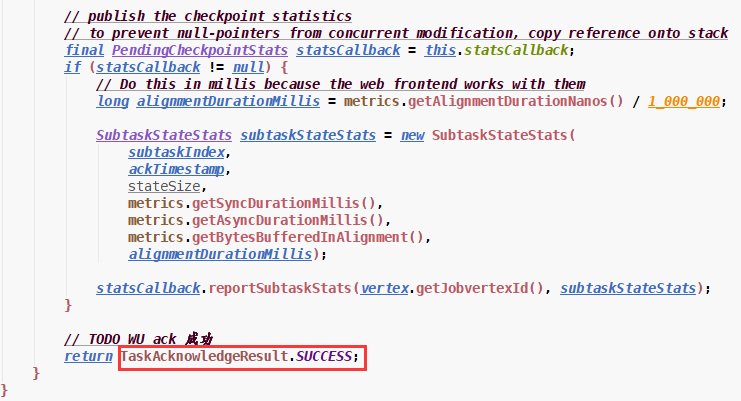 // publish the checkpoint statistics
// to prevent null-pointers from concurrent modification, copy reference onto stack
final PendingCheckpointStats statsCallback = this.statsCallback;
if (statsCallback != null) {
// Do this in millis because the web frontend works with them
long alignmentDurationMillis = metrics.getAlignmentDurationNanos() / 1_000_000;
SubtaskStateStats subtaskStateStats = new SubtaskStateStats(
subtaskIndex,
ackTimestamp,
stateSize,
metrics.getSyncDurationMillis(),
metrics.getAsyncDurationMillis(),
metrics.getBytesBufferedInAlignment(),
alignmentDurationMillis);
statsCallback.reportSubtaskStats(vertex.getJobvertexId(), subtaskStateStats);
}
// TODO WU ack 成功
return TaskAcknowledgeResult.SUCCESS;
}
}